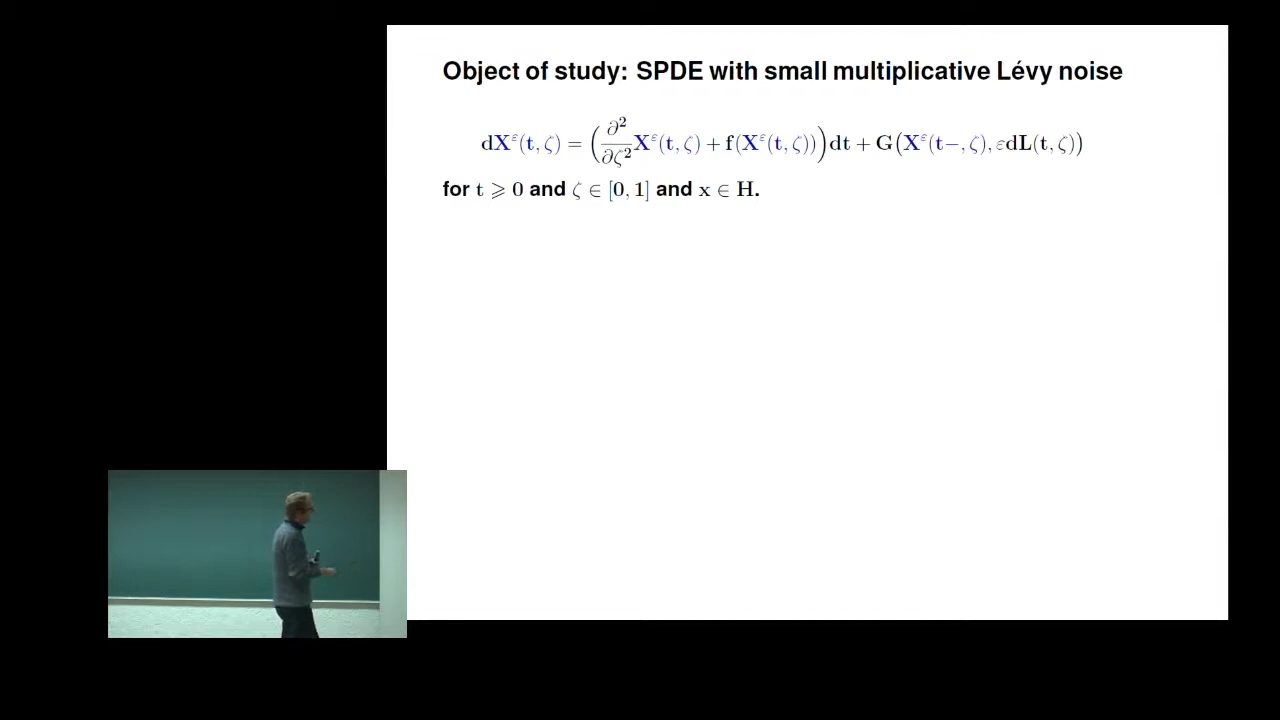 Object of study: SPDE with small multiplicative Lévy noise
dX^ε(t, ζ) = (∂²/∂ζ² X^ε(t, ζ) + f(X^ε(t, ζ)))dt + G(X^ε(t−, ζ), εdL(t, ζ))
for t ⩾ 0 and ζ ∈ [0, 1] and x ∈ H.